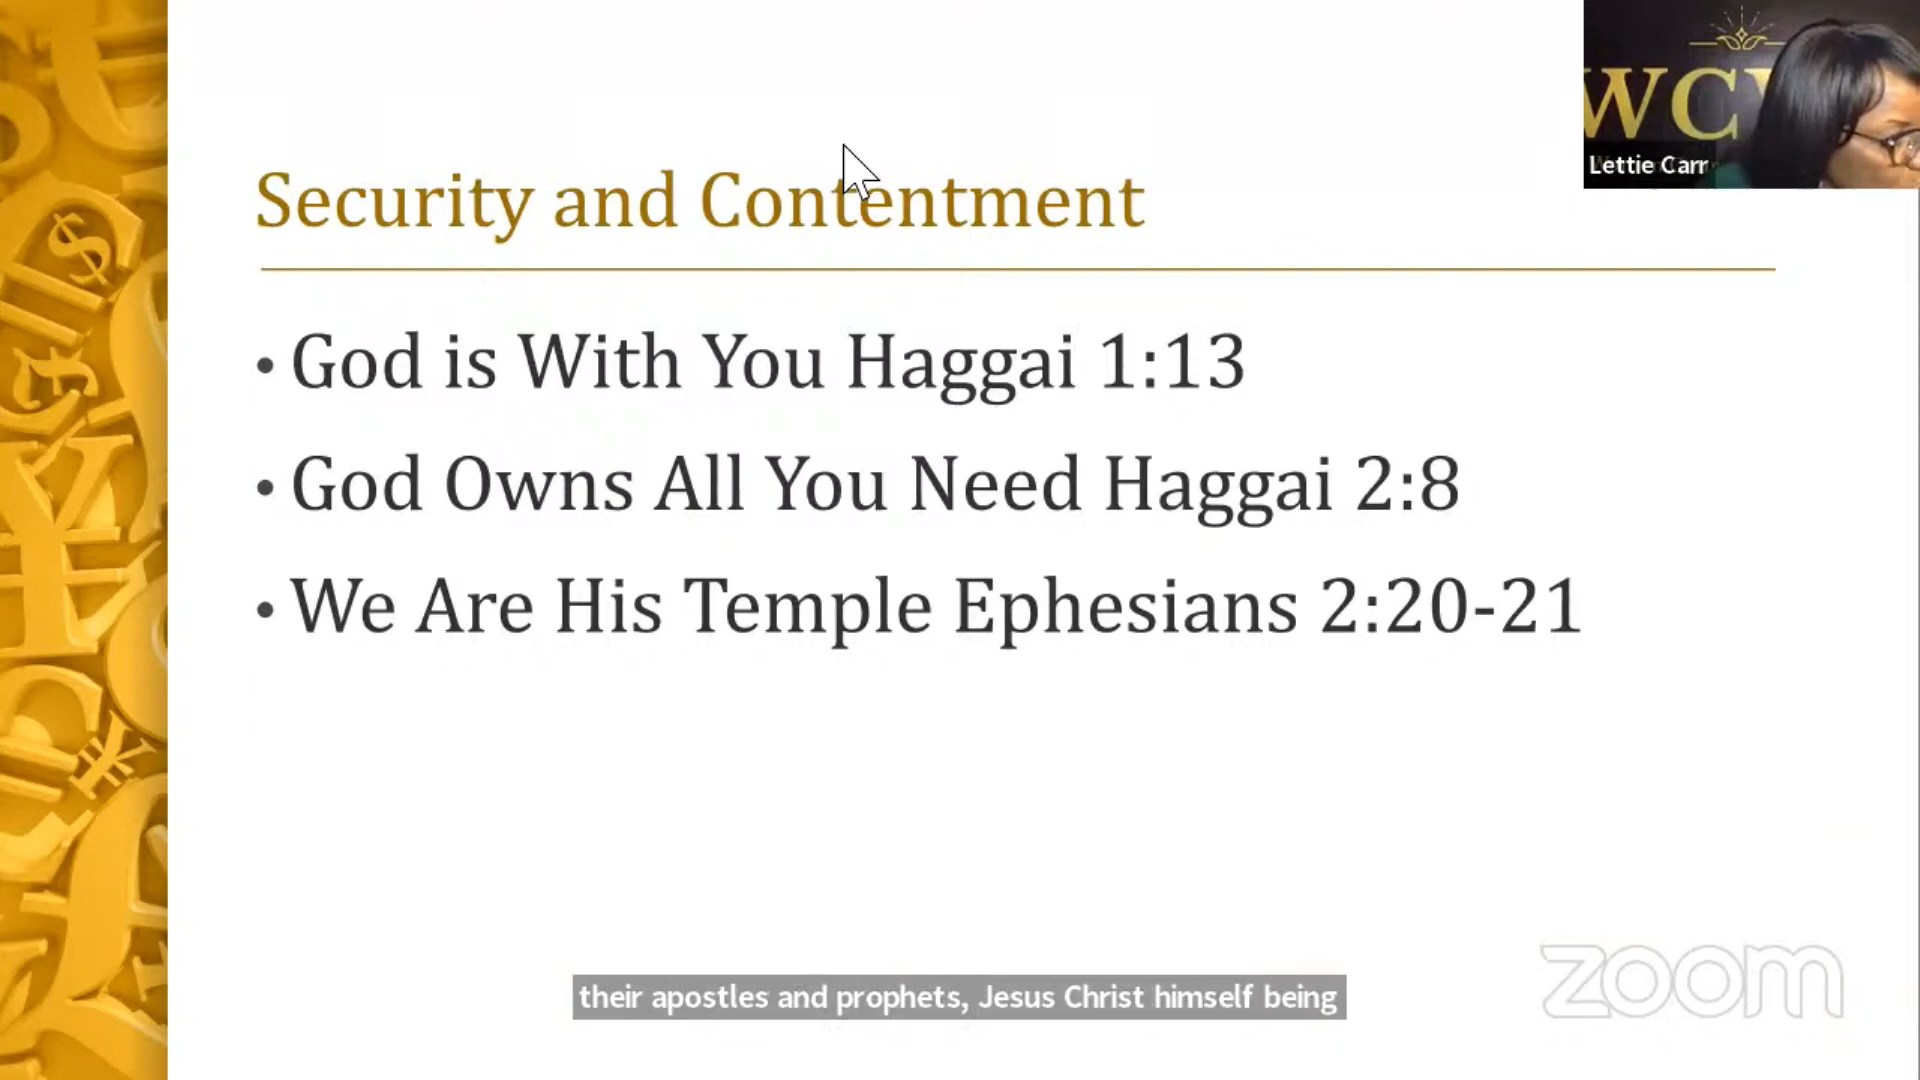 WCV
Lettie Carr
Security and Contentment
• God is With You Haggai 1:13
• God Owns All You Need Haggai 2:8
• We Are His Temple Ephesians 2:20-21
their apostles and prophets, Jesus Christ himself being
zoom